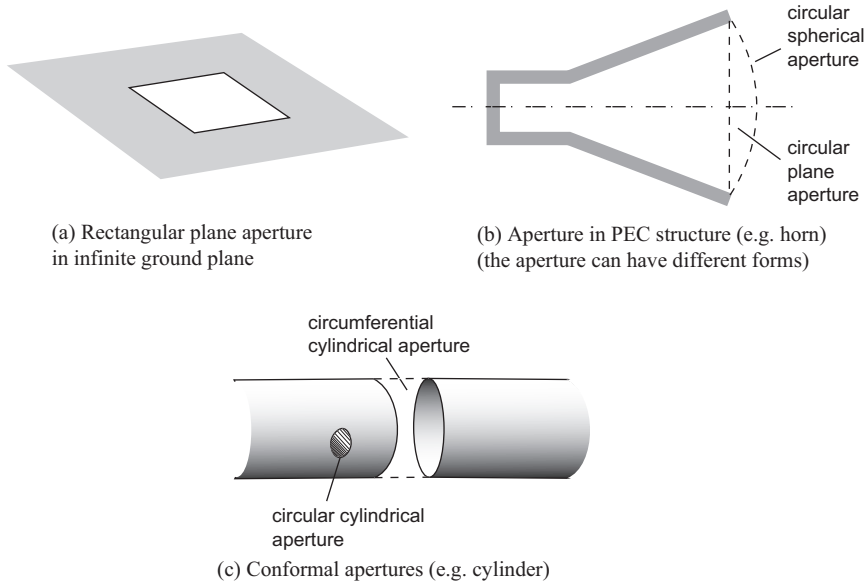 circular
spherical
aperture
circular
plane
aperture
(a) Rectangular plane aperture
in infinite ground plane
(b) Aperture in PEC structure (e.g. horn)
(the aperture can have different forms)
circumferential
cylindrical aperture
circular cylindrical
aperture
(c) Conformal apertures (e.g. cylinder)